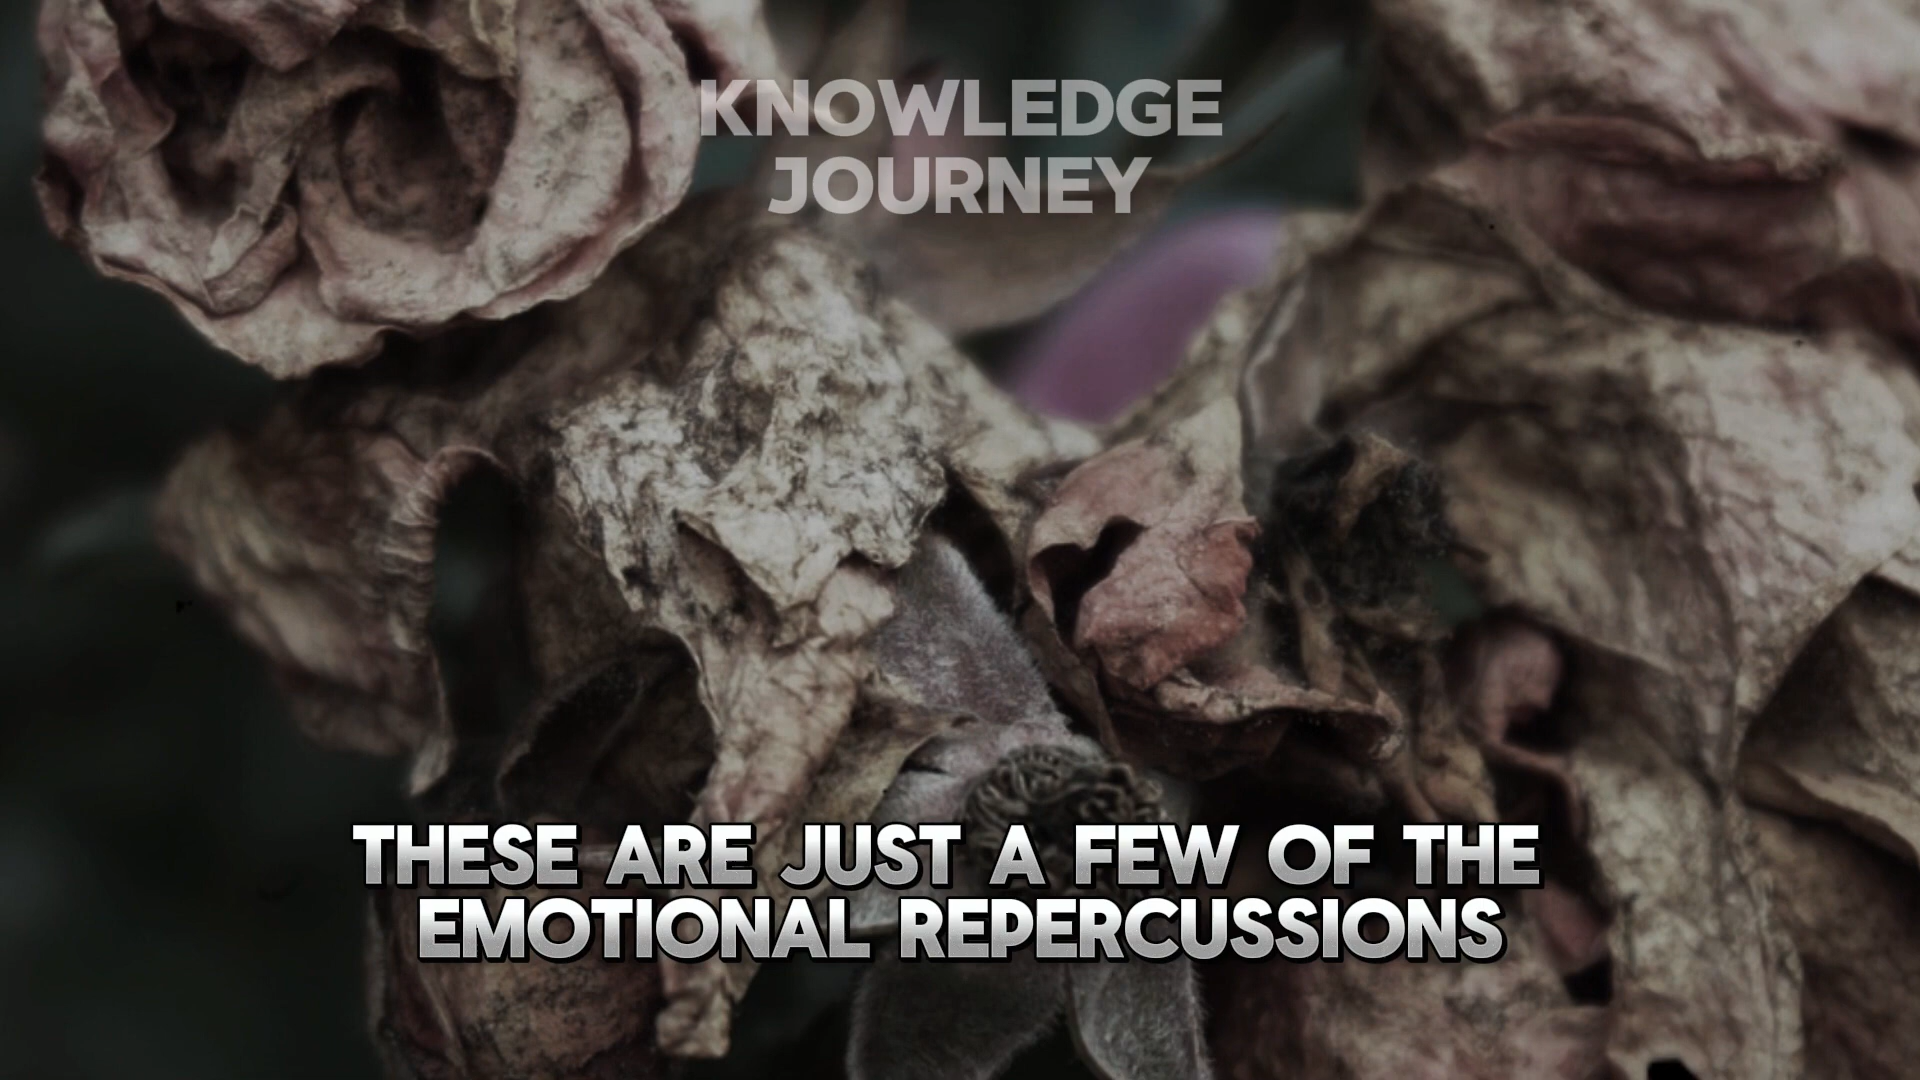 KNOWLEDGE
JOURNEY
THESE ARE JUST A FEW OF THE
EMOTIONAL REPERCUSSIONS